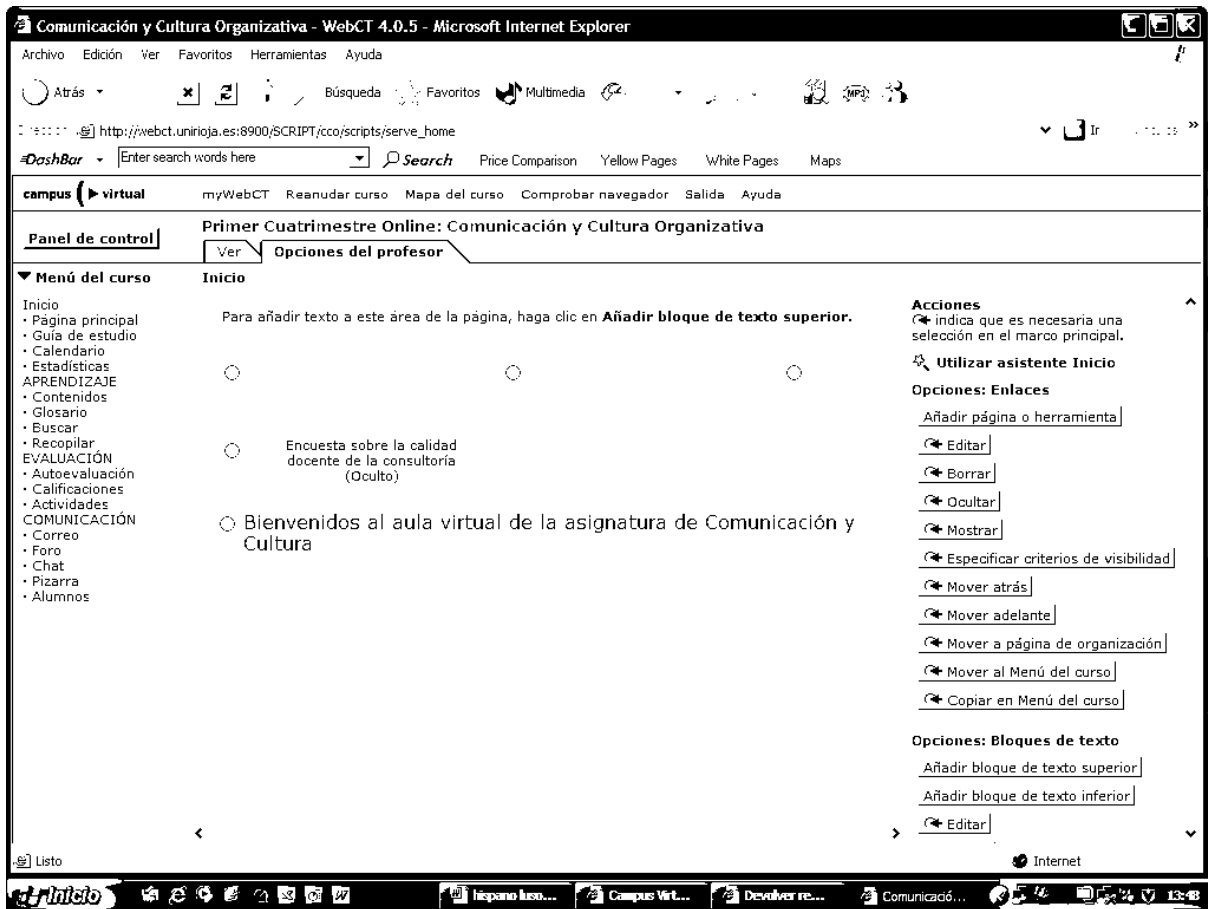 Comunicación y Cultura Organizativa - WebCT 4.0.5 - Microsoft Internet Explorer
Archivo Edición Ver Favoritos Herramientas Ayuda
Atrás Búsqueda Favoritos Multimedia
http://webct.unirioja.es:8900/SCRIPT/cco/scripts/serve_home Ir
DashBar Enter search words here Search Price Comparison Yellow Pages White Pages Maps
campus virtual myWebCT Reanudar curso Mapa del curso Comprobar navegador Salida Ayuda
Panel de control
Primer Cuatrimestre Online: Comunicación y Cultura Organizativa
Ver Opciones del profesor
Menú del curso
Inicio
· Página principal
· Guía de estudio
· Calendario
· Estadísticas
APRENDIZAJE
· Contenidos
· Glosario
· Buscar
· Recopilar
EVALUACIÓN
· Autoevaluación
· Calificaciones
· Actividades
COMUNICACIÓN
· Correo
· Foro
· Chat
· Pizarra
· Alumnos
Inicio
Para añadir texto a este área de la página, haga clic en Añadir bloque de texto superior.
Encuesta sobre la calidad
docente de la consultoría
(Oculto)
Bienvenidos al aula virtual de la asignatura de Comunicación y
Cultura
Acciones
indica que es necesaria una
selección en el marco principal.
Utilizar asistente Inicio
Opciones: Enlaces
Añadir página o herramienta
Editar
Borrar
Ocultar
Mostrar
Especificar criterios de visibilidad
Mover atrás
Mover adelante
Mover a página de organización
Mover al Menú del curso
Copiar en Menú del curso
Opciones: Bloques de texto
Añadir bloque de texto superior
Añadir bloque de texto inferior
Editar
Listo Internet
Inicio hispano luso... Campus Virt... Devolver re... Comunicació... 13:48